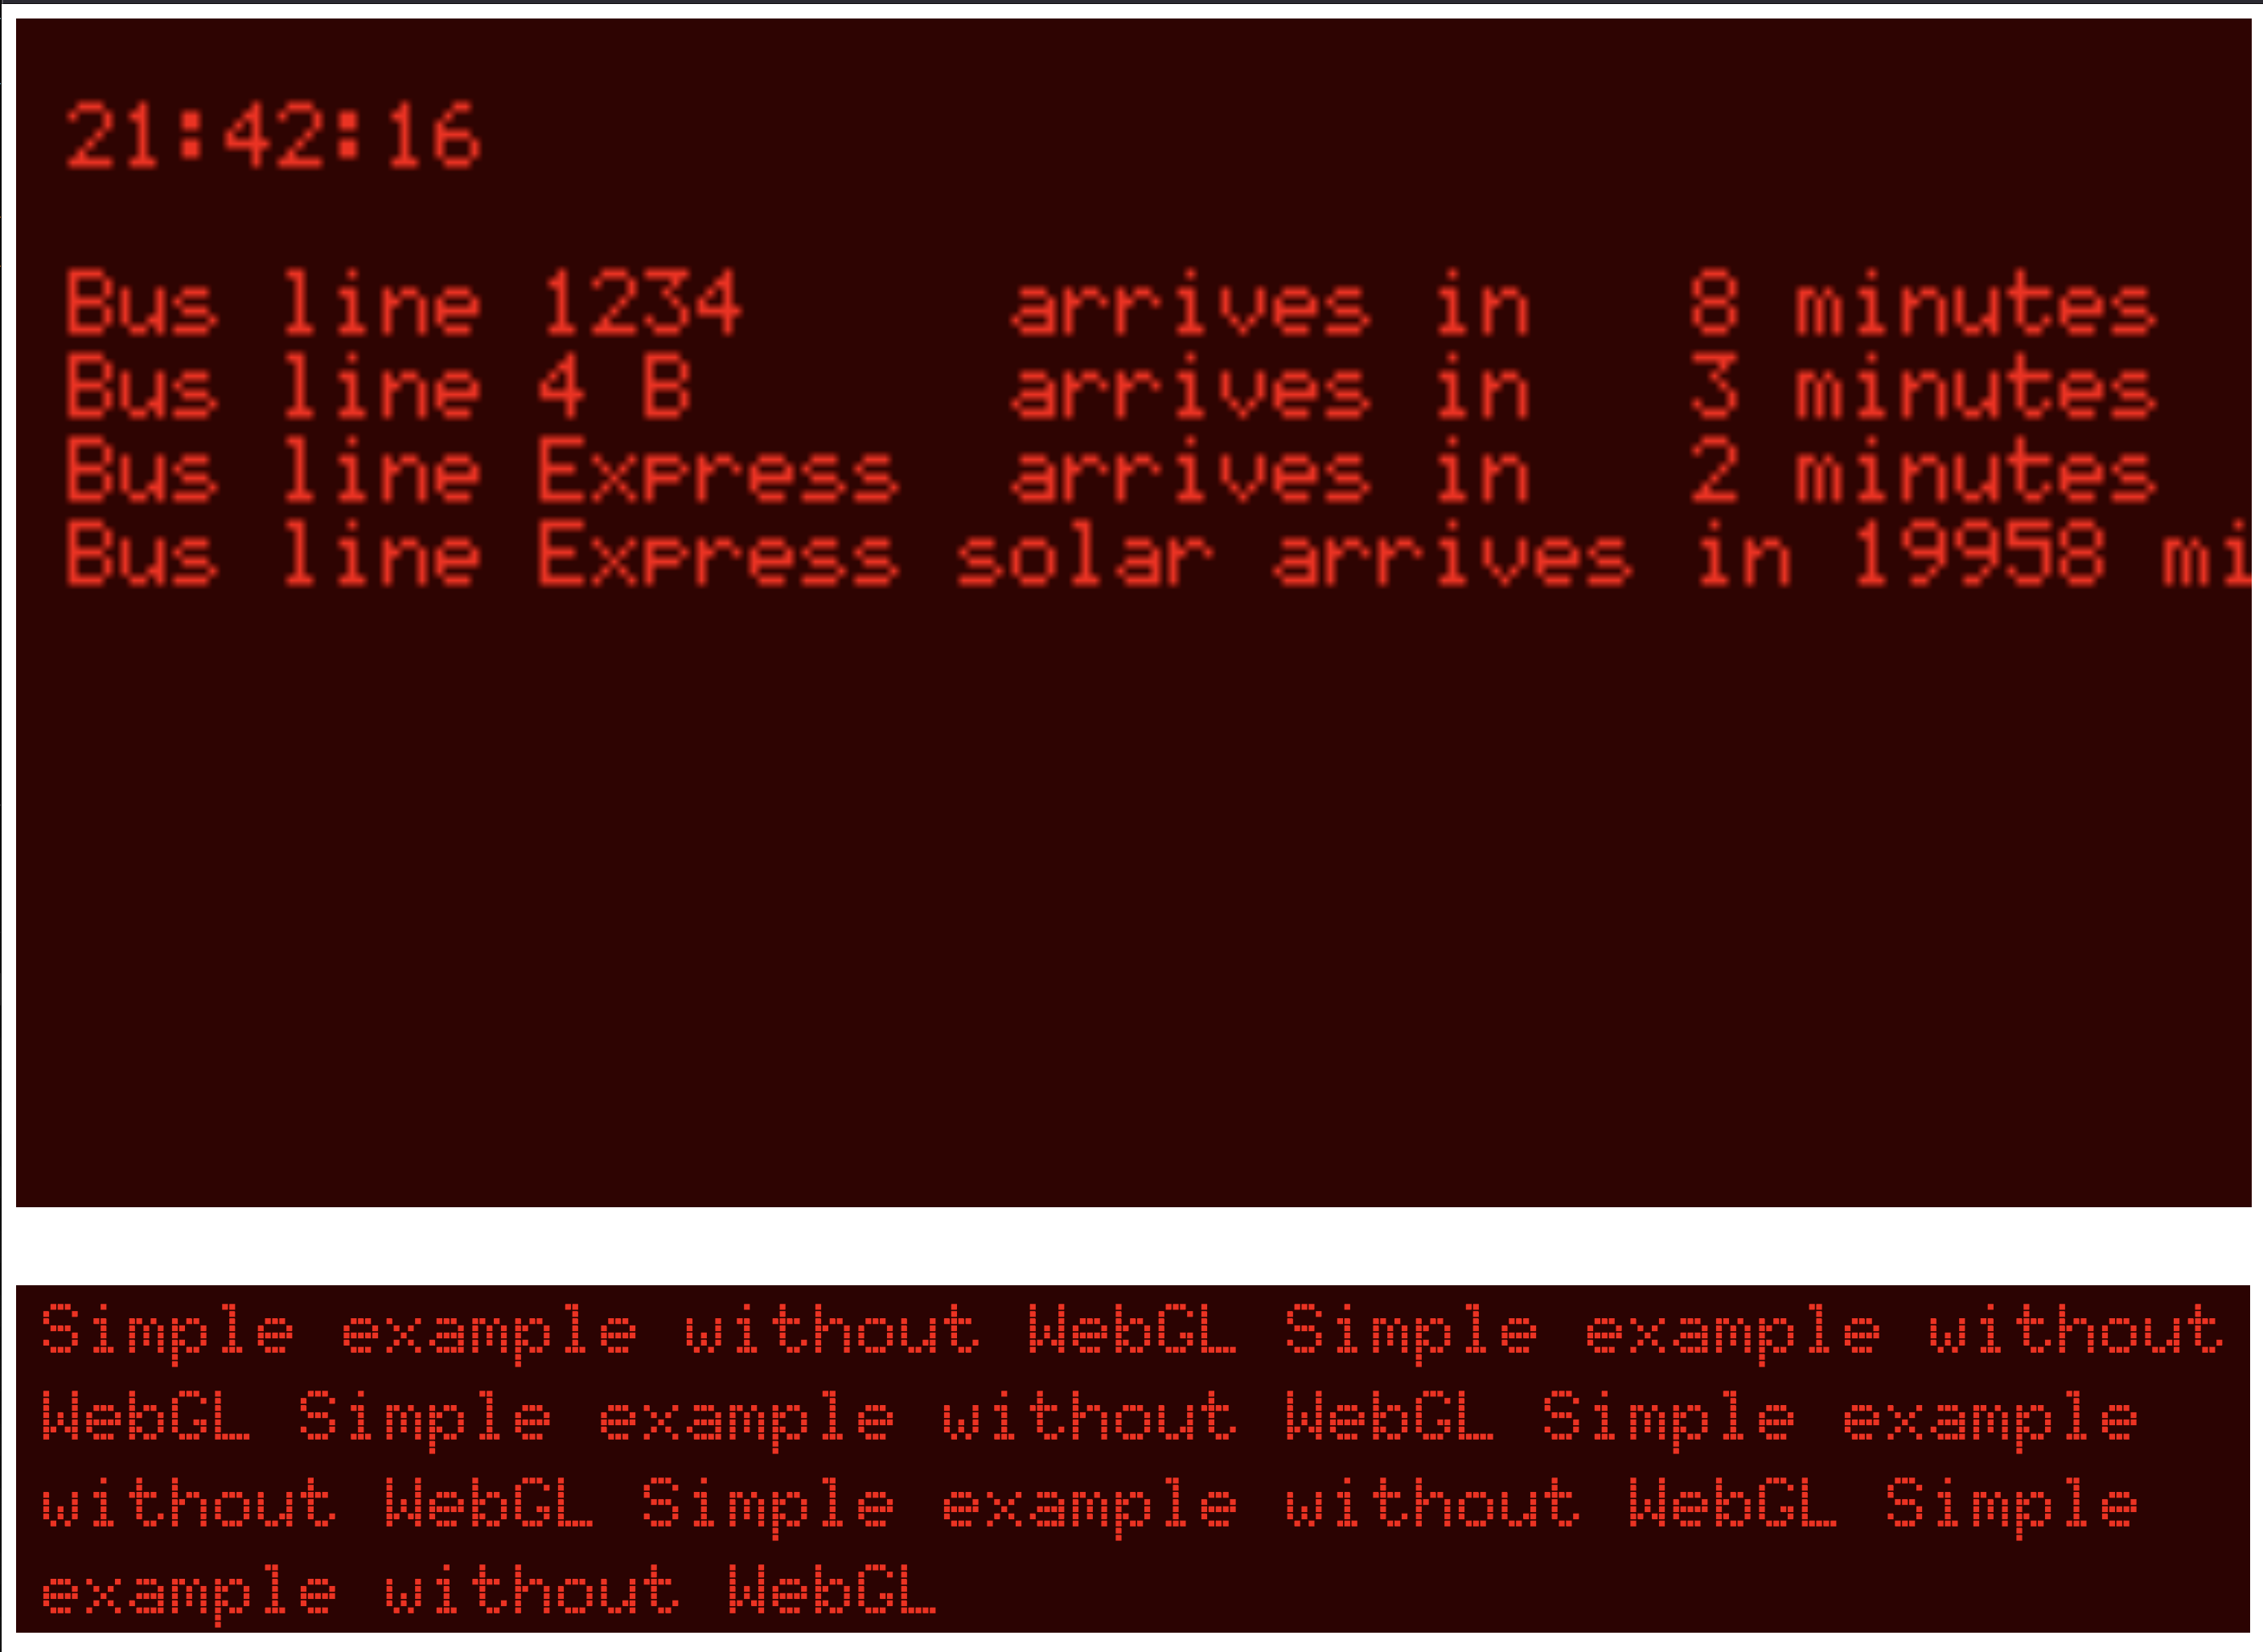 21:42:16
Bus line 1234     arrives in   8 minutes
Bus line 4 B      arrives in   3 minutes
Bus line Express  arrives in   2 minutes
Bus line Express solar arrives in 19958 mi
Simple example without WebGL Simple example without
WebGL Simple example without WebGL Simple example
without WebGL Simple example without WebGL Simple
example without WebGL